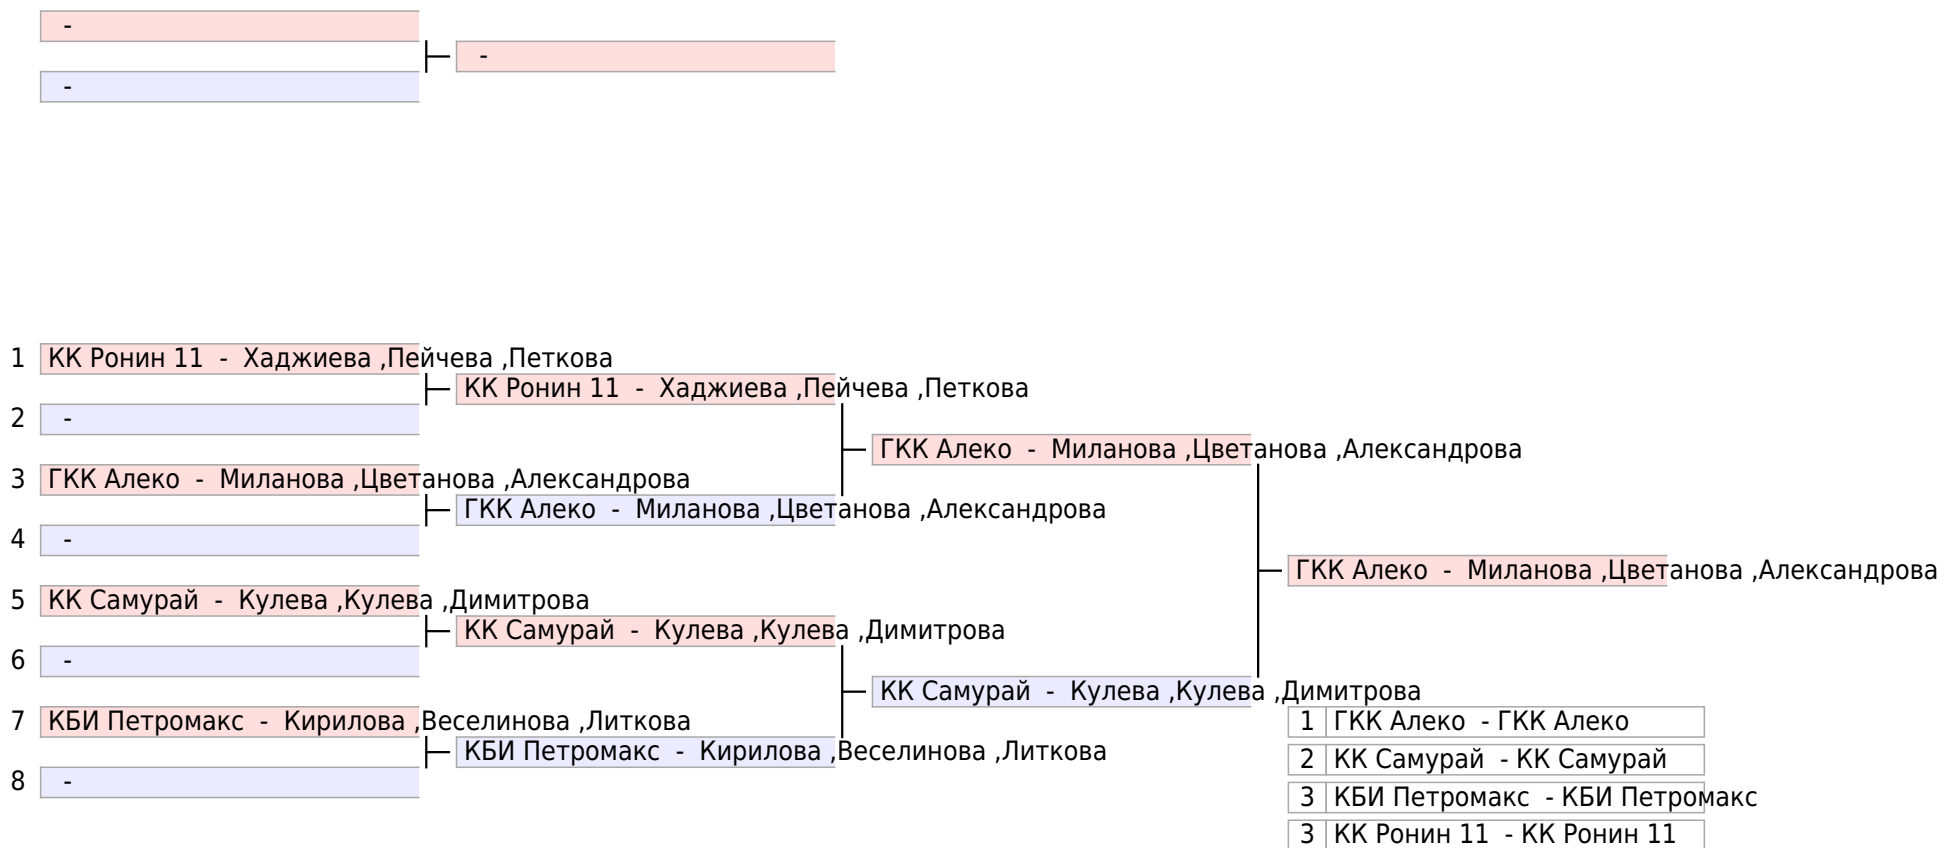 -
-
-
1 КК Ронин 11 - Хаджиева ,Пейчева ,Петкова
КК Ронин 11 - Хаджиева ,Пейчева ,Петкова
2 -
ГКК Алеко - Миланова ,Цветанова ,Александрова
3 ГКК Алеко - Миланова ,Цветанова ,Александрова
ГКК Алеко - Миланова ,Цветанова ,Александрова
4 -
ГКК Алеко - Миланова ,Цветанова ,Александрова
5 КК Самурай - Кулева ,Кулева ,Димитрова
КК Самурай - Кулева ,Кулева ,Димитрова
6 -
КК Самурай - Кулева ,Кулева ,Димитрова
7 КБИ Петромакс - Кирилова ,Веселинова ,Литкова
КБИ Петромакс - Кирилова ,Веселинова ,Литкова
8 -
1 ГКК Алеко - ГКК Алеко
2 КК Самурай - КК Самурай
3 КБИ Петромакс - КБИ Петромакс
3 КК Ронин 11 - КК Ронин 11